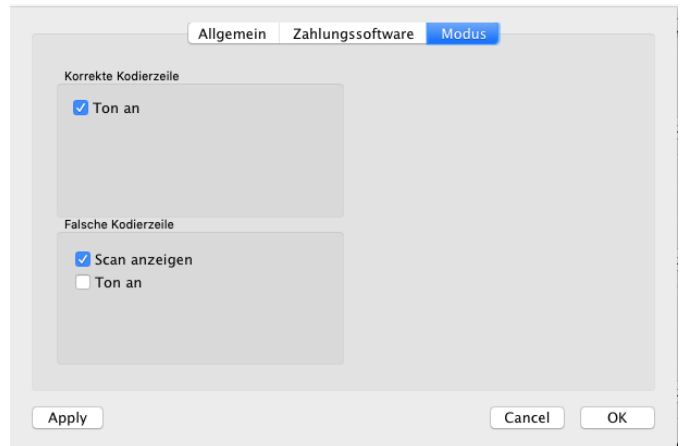 Allgemein Zahlungssoftware Modus
Korrekte Kodierzeile
Ton an
Falsche Kodierzeile
Scan anzeigen
Ton an
Apply Cancel OK